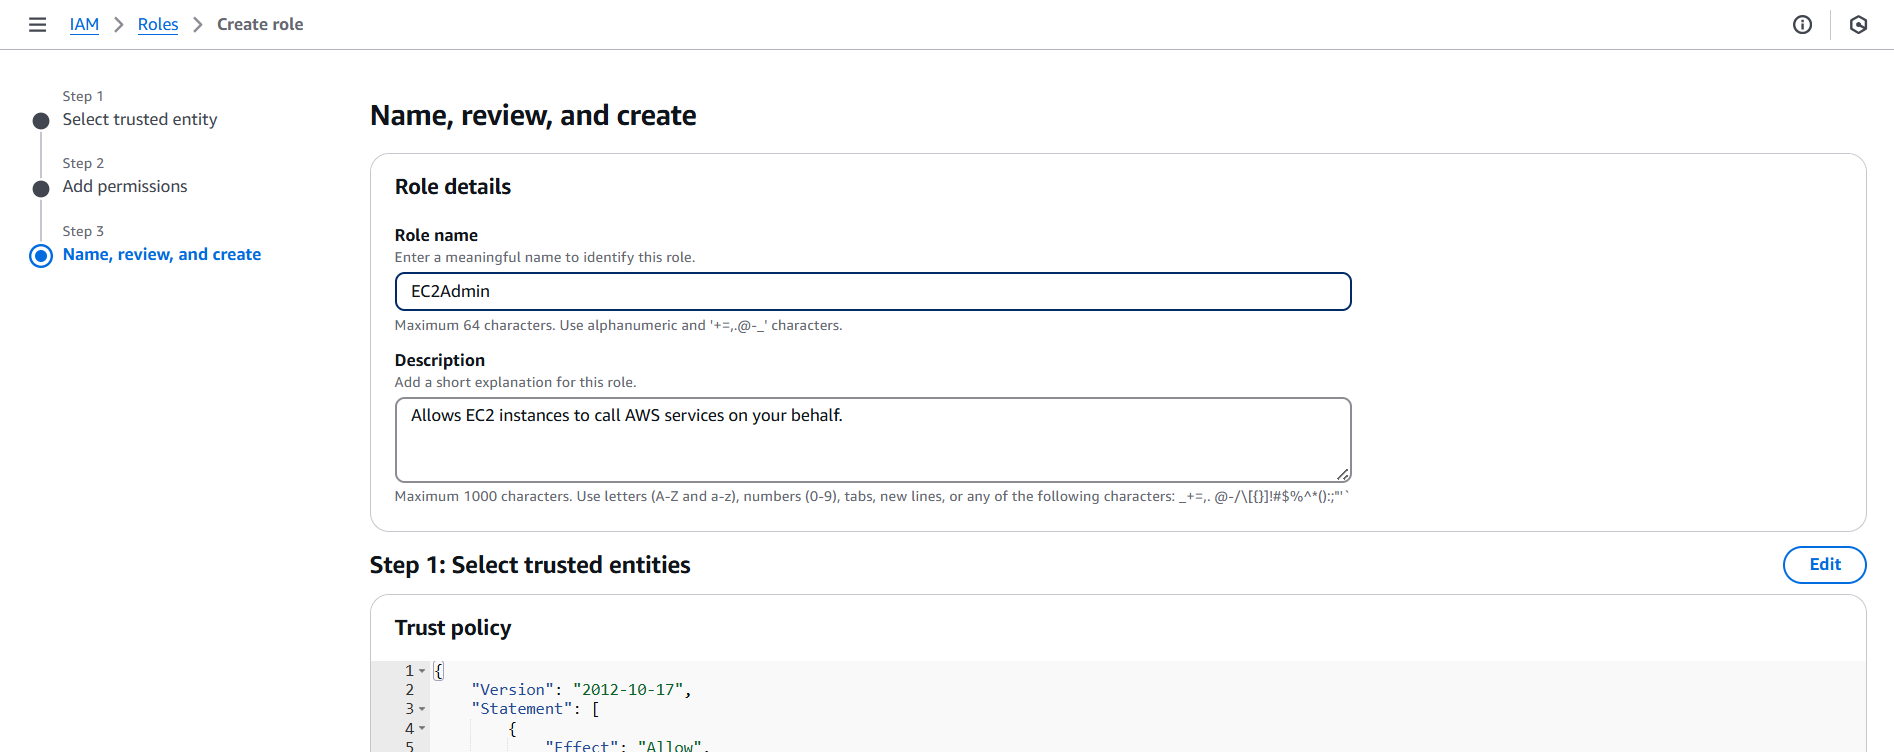 IAM > Roles > Create role
Step 1
Select trusted entity
Step 2
Add permissions
Step 3
Name, review, and create
Name, review, and create
Role details
Role name
Enter a meaningful name to identify this role.
EC2Admin
Maximum 64 characters. Use alphanumeric and '+=,.@-_' characters.
Description
Add a short explanation for this role.
Allows EC2 instances to call AWS services on your behalf.
Maximum 1000 characters. Use letters (A-Z and a-z), numbers (0-9), tabs, new lines, or any of the following characters: _+=,. @-/\[{}]!#$%^*():;"'`
Step 1: Select trusted entities
Edit
Trust policy
1 {
2 "Version": "2012-10-17",
3 "Statement": [
4 {
5 "Effect": "Allow",